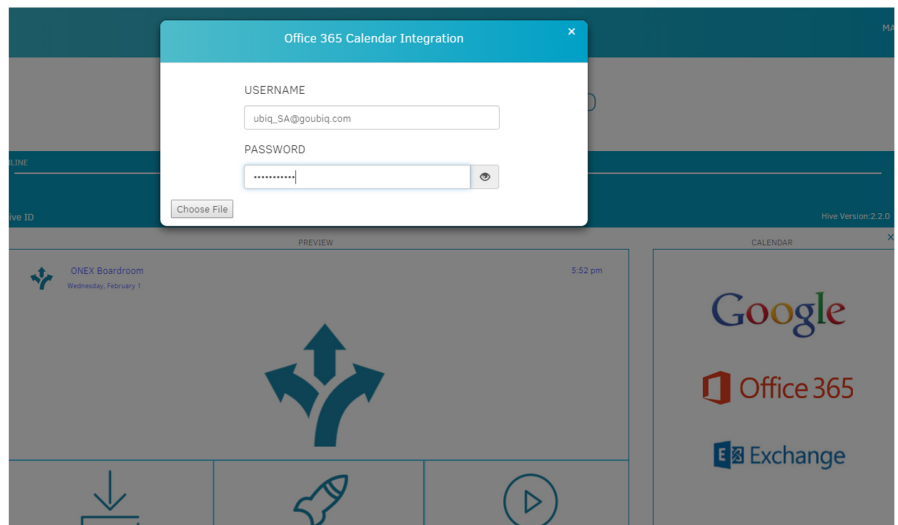 Office 365 Calendar Integration
×
MA
USERNAME
ubiq_SA@goubiq.com
PASSWORD
•••••••••••
Choose File
LINE
ive ID
Hive Version:2.2.0
PREVIEW
CALENDAR
×
ONEX Boardroom
5:52 pm
Wednesday, February 1
Google
Office 365
E Exchange